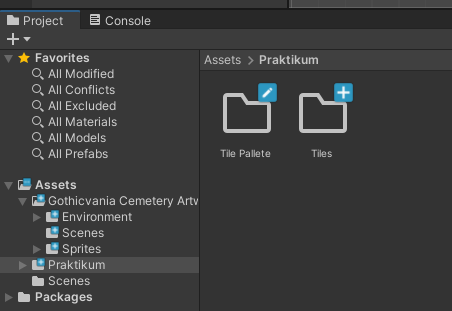 Project
Console
Favorites
All Modified
All Conflicts
All Excluded
All Materials
All Models
All Prefabs
Assets
Gothicvania Cemetery Artw
Environment
Scenes
Sprites
Praktikum
Scenes
Packages
Assets > Praktikum
Tile Pallete
Tiles